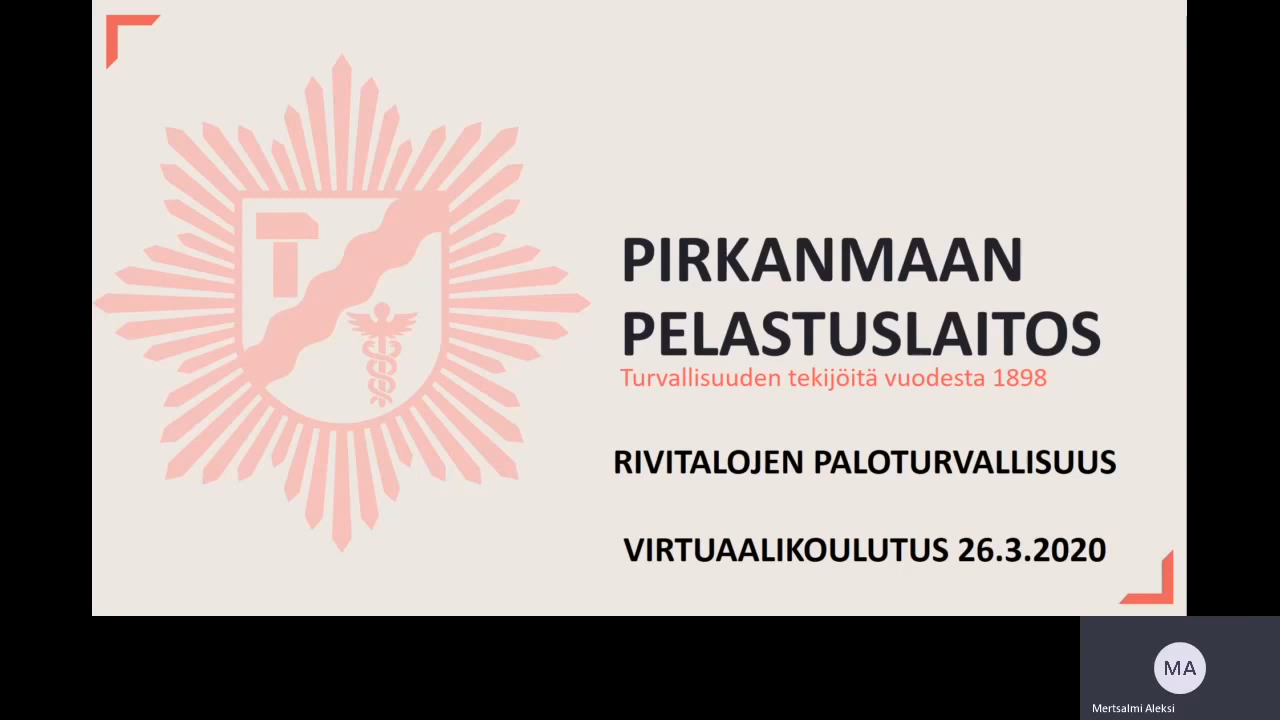 PIRKANMAAN
PELASTUSLAITOS
Turvallisuuden tekijöitä vuodesta 1898
RIVITALOJEN PALOTURVALLISUUS
VIRTUAALIKOULUTUS 26.3.2020
MA
Mertsalmi Aleksi